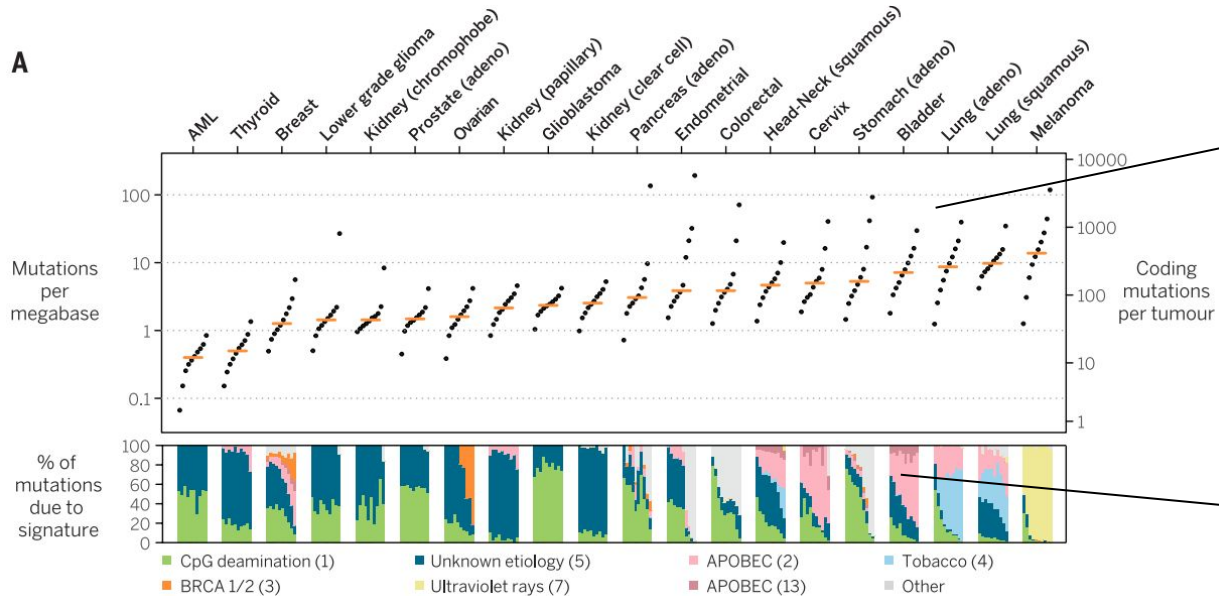 A
AML
Thyroid
Breast
Lower grade glioma
Kidney (chromophobe)
Prostate (adeno)
Ovarian
Kidney (papillary)
Glioblastoma
Kidney (clear cell)
Pancreas (adeno)
Endometrial
Colorectal
Head-Neck (squamous)
Cervix
Stomach (adeno)
Bladder
Lung (adeno)
Lung (squamous)
Melanoma
Mutations
per
megabase
100
10
1
0.1
10000
1000
100
10
1
Coding
mutations
per tumour
% of
mutations
due to
signature
100
80
60
40
20
0
CpG deamination (1)
Unknown etiology (5)
APOBEC (2)
Tobacco (4)
BRCA 1/2 (3)
Ultraviolet rays (7)
APOBEC (13)
Other